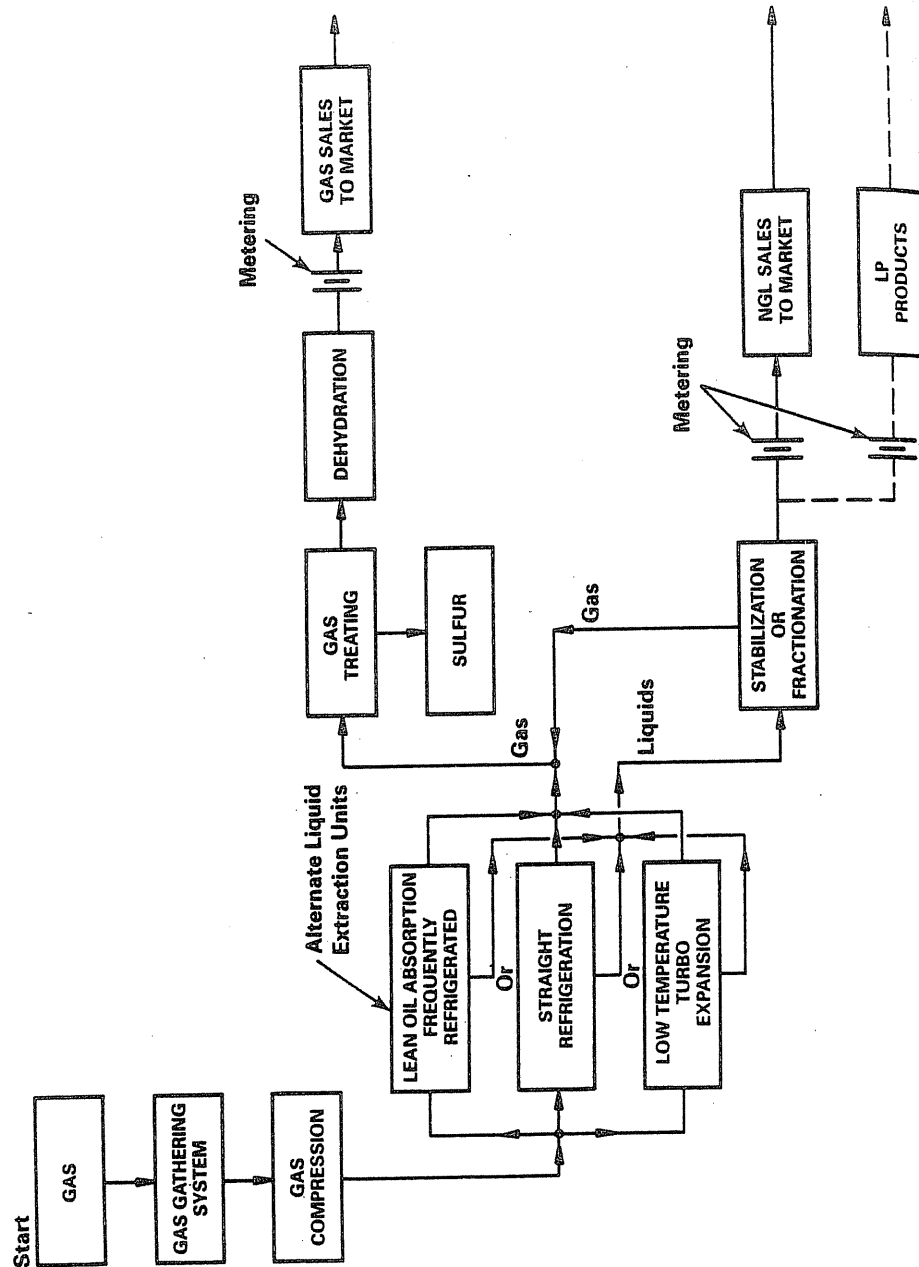 Start
GAS
GAS GATHERING
SYSTEM
GAS
COMPRESSION
Alternate Liquid
Extraction Units
LEAN OIL ABSORPTION
FREQUENTLY
REFRIGERATED
Or
STRAIGHT
REFRIGERATION
Or
LOW TEMPERATURE
TURBO
EXPANSION
Gas
Liquids
Gas
GAS
TREATING
SULFUR
DEHYDRATION
Metering
GAS SALES
TO MARKET
STABILIZATION
OR
FRACTIONATION
Metering
NGL SALES
TO MARKET
LP
PRODUCTS